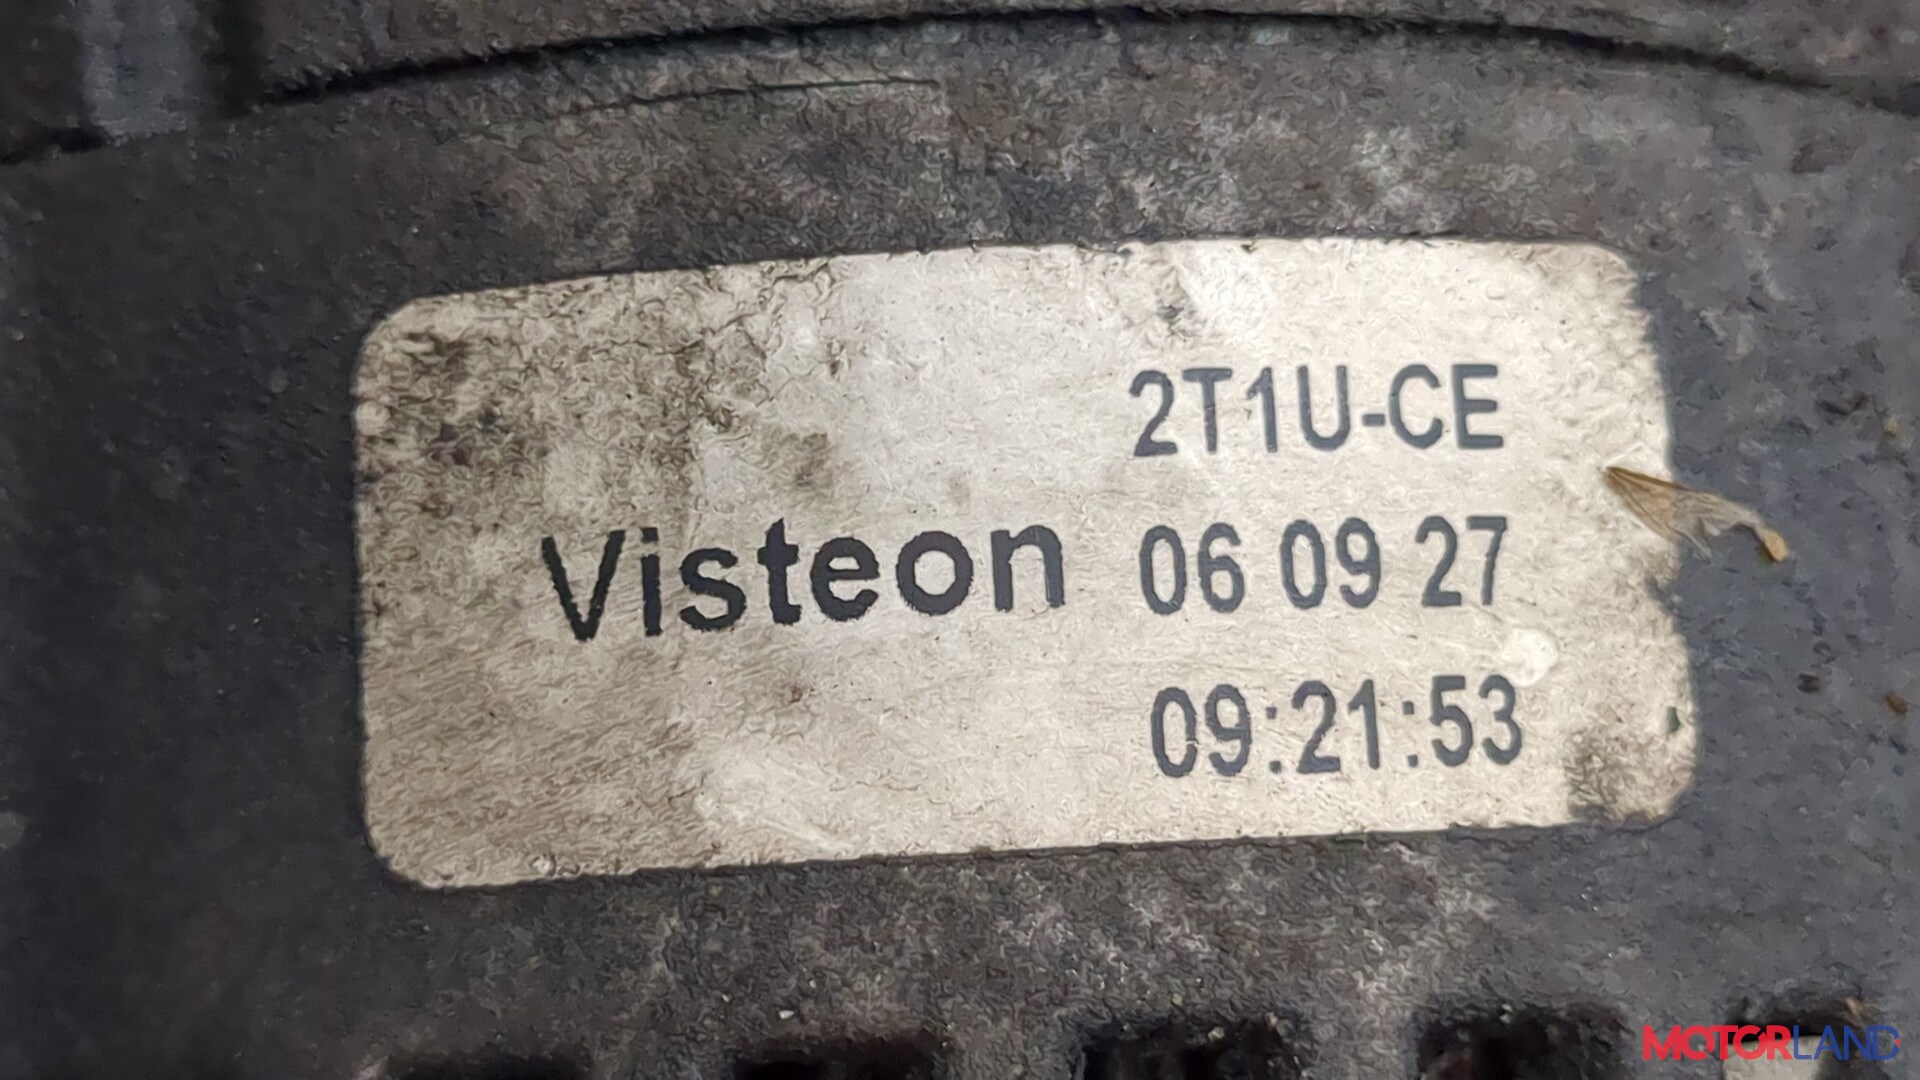 2T1U-CE
Visteon 06 09 27
09:21:53
MOTORLAND